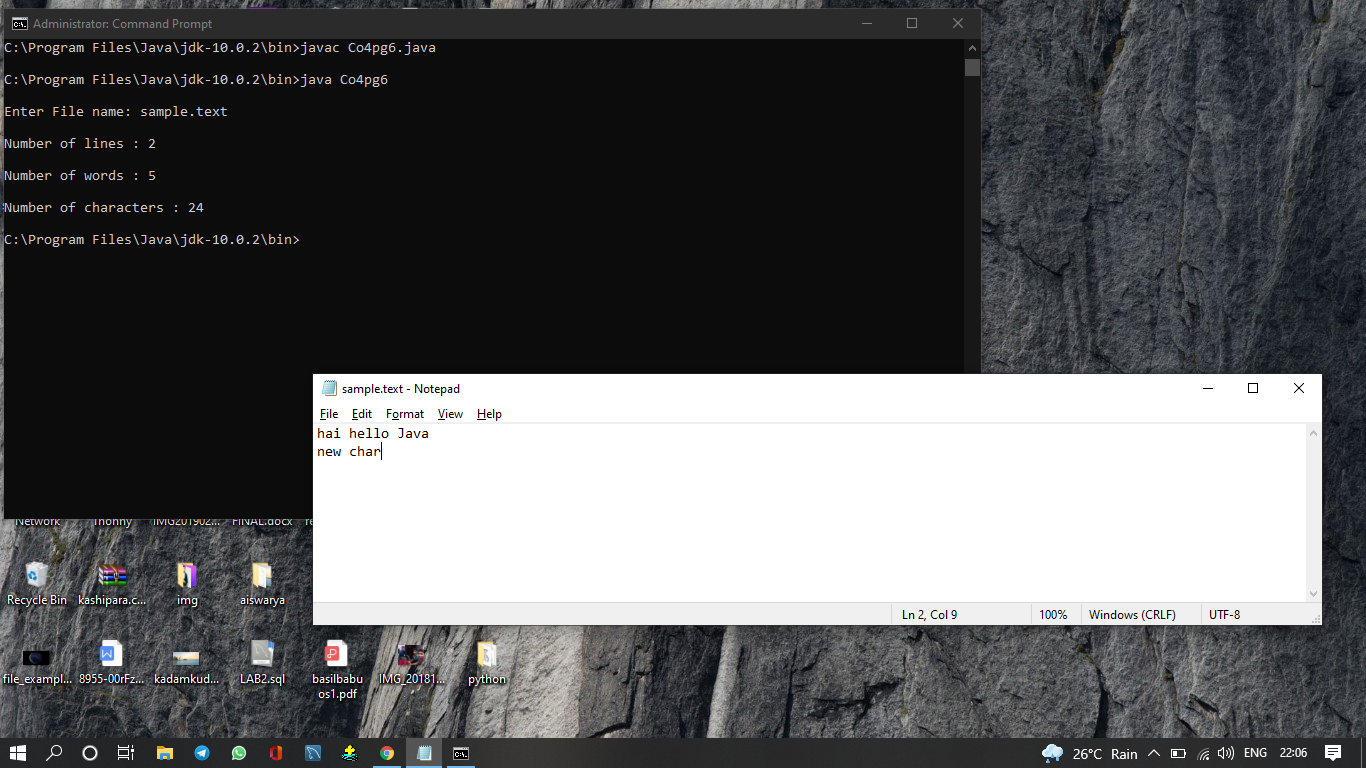 Administrator: Command Prompt
C:\Program Files\Java\jdk-10.0.2\bin>javac Co4pg6.java
C:\Program Files\Java\jdk-10.0.2\bin>java Co4pg6
Enter File name: sample.text
Number of lines : 2
Number of words : 5
Number of characters : 24
C:\Program Files\Java\jdk-10.0.2\bin>
sample.text - Notepad
File Edit Format View Help
hai hello Java
new char
Ln 2, Col 9 100% Windows (CRLF) UTF-8
Network Thonny IMG201902... FINAL.docx
Recycle Bin kashipara.c... img aiswarya
file_exampl... 8955-00rFz... kadamkud... LAB2.sql basilbabu IMG_20181... python
os1.pdf
26°C Rain ENG 22:06